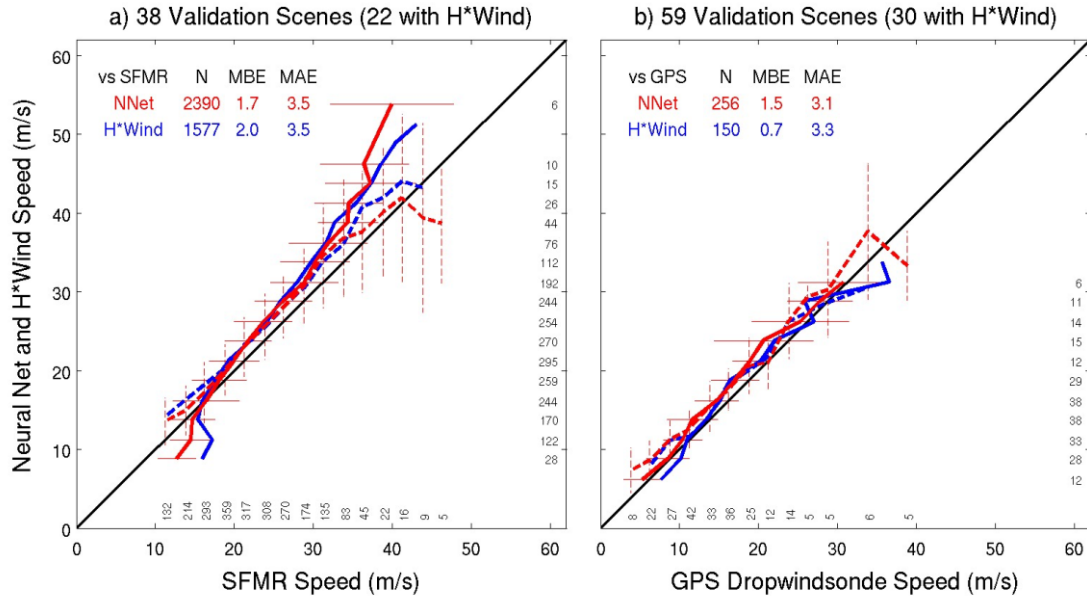 a) 38 Validation Scenes (22 with H*Wind)
Neural Net and H*Wind Speed (m/s)
60
50
40
30
20
10
0
vs SFMR N MBE MAE
NNet 2390 1.7 3.5
H*Wind 1577 2.0 3.5
6
10
15
26
44
76
112
192
244
254
270
295
259
244
170
122
28
132 214 293 359 317 308 270 174 135 83 45 22 16 9 5
0 10 20 30 40 50 60
SFMR Speed (m/s)
b) 59 Validation Scenes (30 with H*Wind)
vs GPS N MBE MAE
NNet 256 1.5 3.1
H*Wind 150 0.7 3.3
6
11
14
15
12
29
38
38
33
28
12
8 22 27 42 33 36 25 12 14 5 5 6 5
0 10 20 30 40 50 60
GPS Dropwindsonde Speed (m/s)